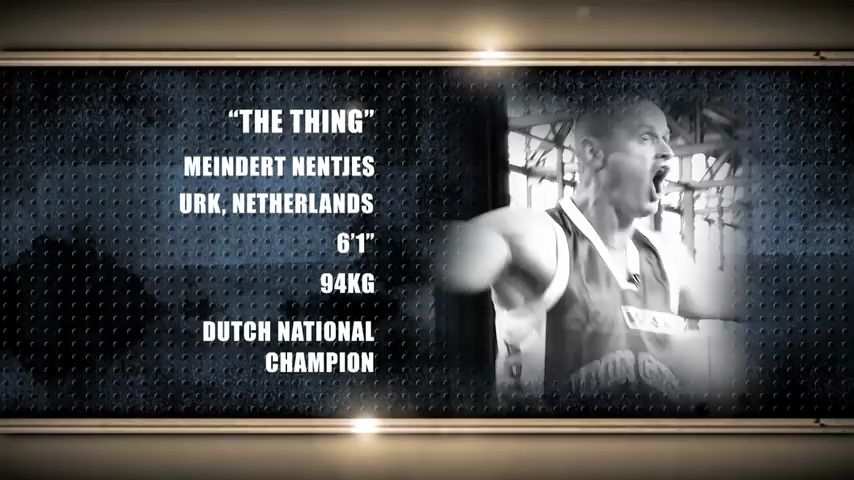 “THE THING”
MEINDERT NENTJES
URK, NETHERLANDS
6’1”
94KG
DUTCH NATIONAL
CHAMPION